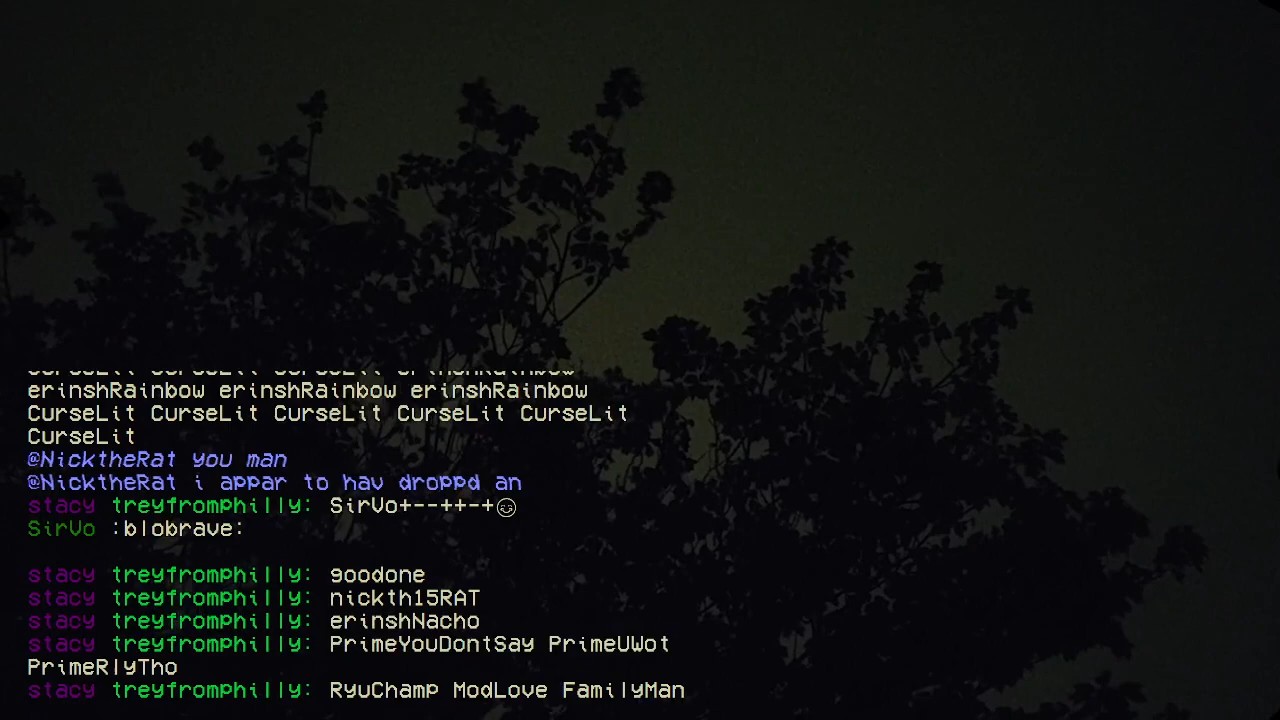 erinshRainbow erinshRainbow erinshRainbow
CurseLit CurseLit CurseLit CurseLit CurseLit
CurseLit
@NicktheRat you man
@NicktheRat i appar to hav droppd an
stacy treyfromphilly: SirVo+--++-+☺
SirVo :blobrave:
stacy treyfromphilly: goodone
stacy treyfromphilly: nickth15RAT
stacy treyfromphilly: erinshNacho
stacy treyfromphilly: PrimeYouDontSay PrimeUWot
PrimeRlyTho
stacy treyfromphilly: RyuChamp ModLove FamilyMan